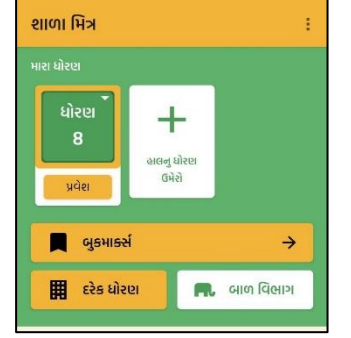 શાળા મિત્ર
મારા ધોરણ
ધોરણ
8
પ્રવેશ
હાલનુ ધોરણ
ઉમેરો
બુકમાર્ક્સ
દરેક ધોરણ
બાળ વિભાગ